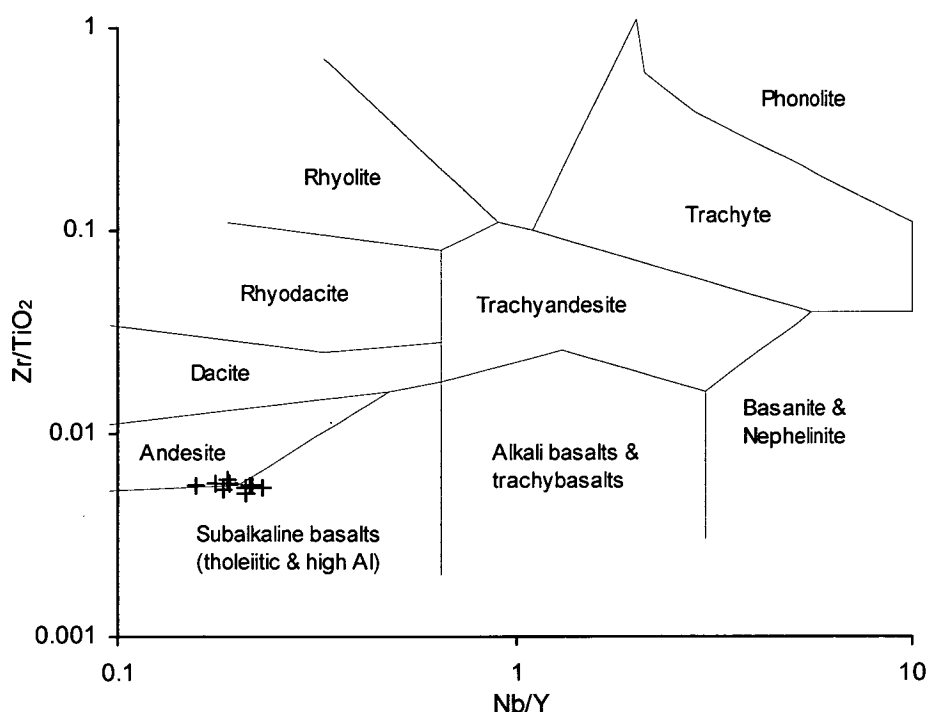 1
Phonolite
Rhyolite
Trachyte
0.1
Rhyodacite
Trachyandesite
Zr/TiO₂
Dacite
Basanite &
Nephelinite
0.01
Andesite
Alkali basalts &
trachybasalts
Subalkaline basalts
(tholeiitic & high Al)
0.001
0.1
1
10
Nb/Y